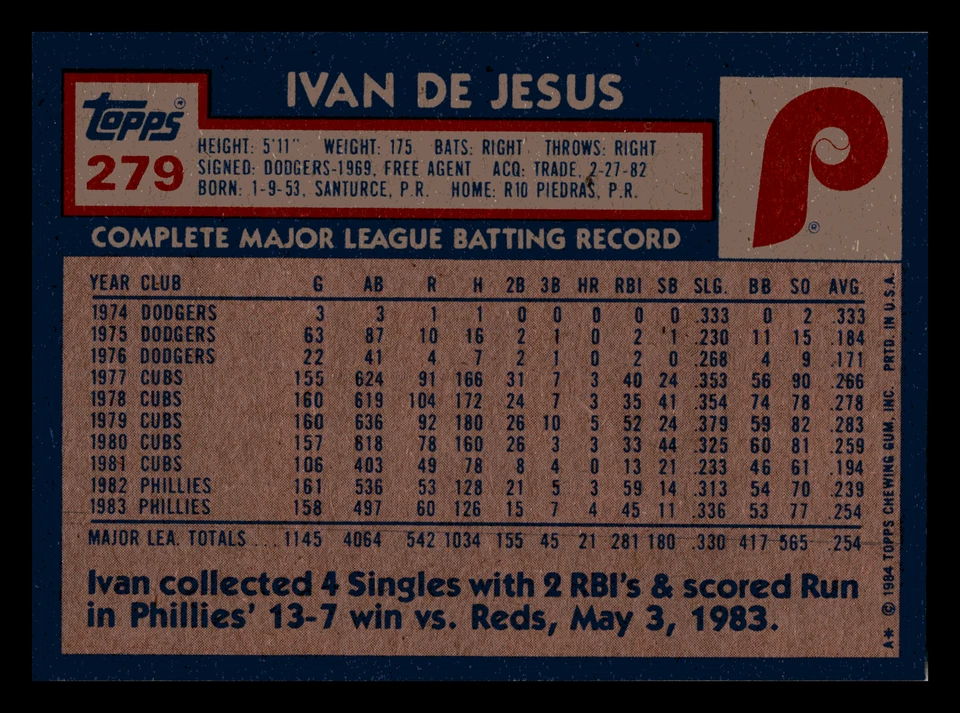 IVAN DE JESUS
Topps®
279
HEIGHT: 5'11" WEIGHT: 175 BATS: RIGHT THROWS: RIGHT
SIGNED: DODGERS-1969, FREE AGENT ACQ: TRADE, 2-27-82
BORN: 1-9-53, SANTURCE, P.R. HOME: R10 PIEDRAS, P.R.
P
®
COMPLETE MAJOR LEAGUE BATTING RECORD
YEAR CLUB G AB R H 2B 3B HR RBI SB SLG. BB SO AVG.
1974 DODGERS 3 3 1 1 0 0 0 0 0 .333 0 2 .333
1975 DODGERS 63 87 10 16 2 1 0 2 1 .230 11 15 .184
1976 DODGERS 22 41 4 7 2 1 0 2 0 .268 4 9 .171
1977 CUBS 155 624 91 166 31 7 3 40 24 .353 56 90 .266
1978 CUBS 160 619 104 172 24 7 3 35 41 .354 74 78 .278
1979 CUBS 160 636 92 180 26 10 5 52 24 .379 59 82 .283
1980 CUBS 157 618 78 160 26 3 3 33 44 .325 60 81 .259
1981 CUBS 106 403 49 78 8 4 0 13 21 .233 46 61 .194
1982 PHILLIES 161 536 53 128 21 5 3 59 14 .313 54 70 .239
1983 PHILLIES 158 497 60 126 15 7 4 45 11 .336 53 77 .254
MAJOR LEA. TOTALS ... 1145 4064 542 1034 155 45 21 281 180 .330 417 565 .254
Ivan collected 4 Singles with 2 RBI's & scored Run
in Phillies' 13-7 win vs. Reds, May 3, 1983.
A* © 1984 TOPPS CHEWING GUM, INC. PRTD. IN U.S.A.